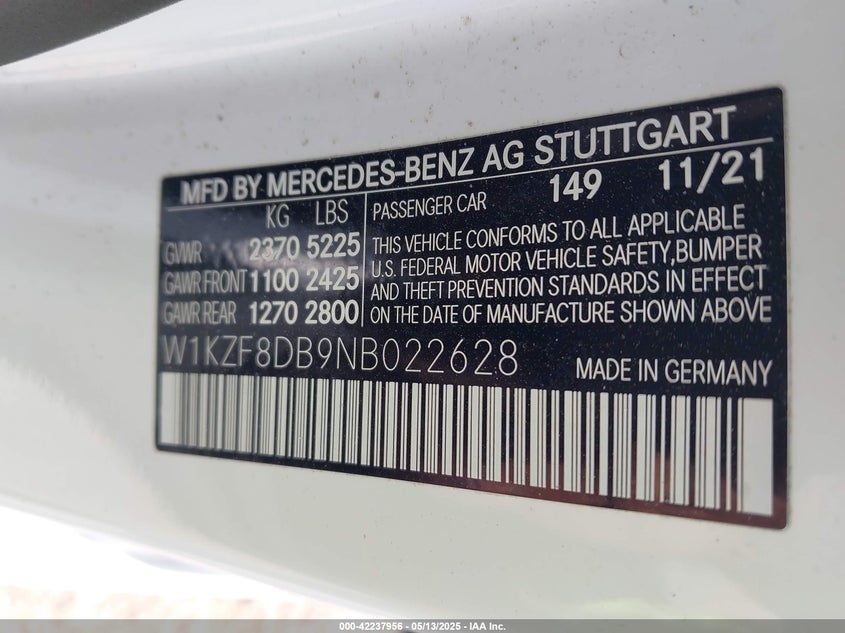 MFD BY MERCEDES-BENZ AG STUTTGART
KG LBS
GVWR 2370 5225
GAWR FRONT 1100 2425
GAWR REAR 1270 2800
PASSENGER CAR 149 11/21
THIS VEHICLE CONFORMS TO ALL APPLICABLE
U.S. FEDERAL MOTOR VEHICLE SAFETY,BUMPER
AND THEFT PREVENTION STANDARDS IN EFFECT
ON THE DATE OF MANUFACTURE SHOWN ABOVE
W1KZF8DB9NB022628
MADE IN GERMANY
000-42237956 — 05/13/2025 — IAA Inc.